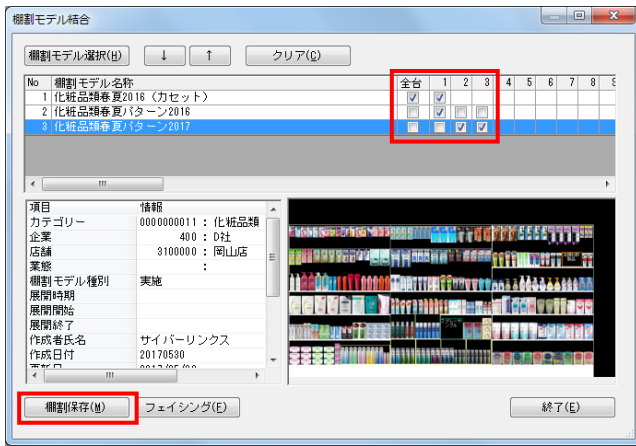 棚割モデル結合
棚割モデル選択(H) ↓ ↑ クリア(C)
No 棚割モデル名称 全台 1 2 3 4 5 6 7 8
1 化粧品類春夏2016（カセット）
2 化粧品類春夏パターン2016
3 化粧品類春夏パターン2017
項目 情報
カテゴリー 0000000011 : 化粧品類
企業 400 : D社
店舗 3100000 : 岡山店
業態 :
棚割モデル種別 実施
展開時期
展開開始
展開終了
作成者氏名 サイバーリンクス
作成日付 20170530
棚割保存(M) フェイシング(F) 終了(E)